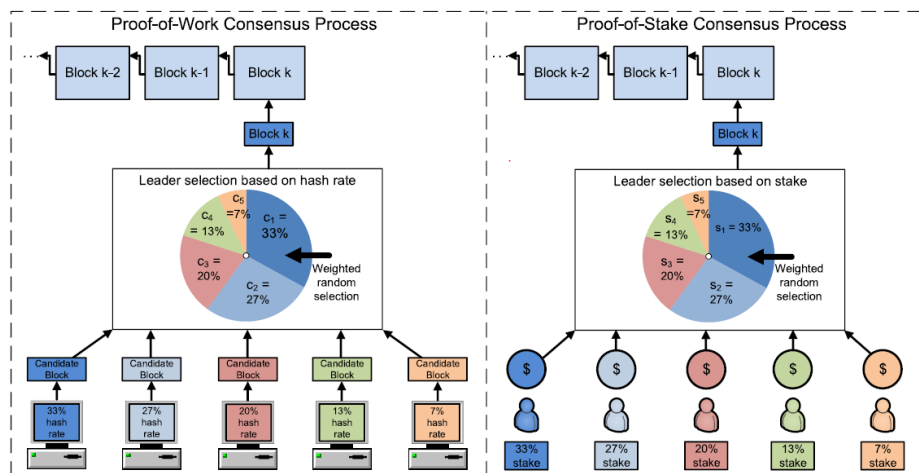 Proof-of-Work Consensus Process
Block k-2
Block k-1
Block k
Block k
Leader selection based on hash rate
c5
=7%
c4
= 13%
c1 =
33%
c3 =
20%
c2 =
27%
Weighted
random
selection
Candidate
Block
Candidate
Block
Candidate
Block
Candidate
Block
Candidate
Block
33%
hash
rate
27%
hash
rate
20%
hash
rate
13%
hash
rate
7%
hash
rate
Proof-of-Stake Consensus Process
Block k-2
Block k-1
Block k
Block k
Leader selection based on stake
s5
=7%
s4
= 13%
s1 = 33%
s3 =
20%
s2 =
27%
Weighted
random
selection
$
$
$
$
$
33%
stake
27%
stake
20%
stake
13%
stake
7%
stake